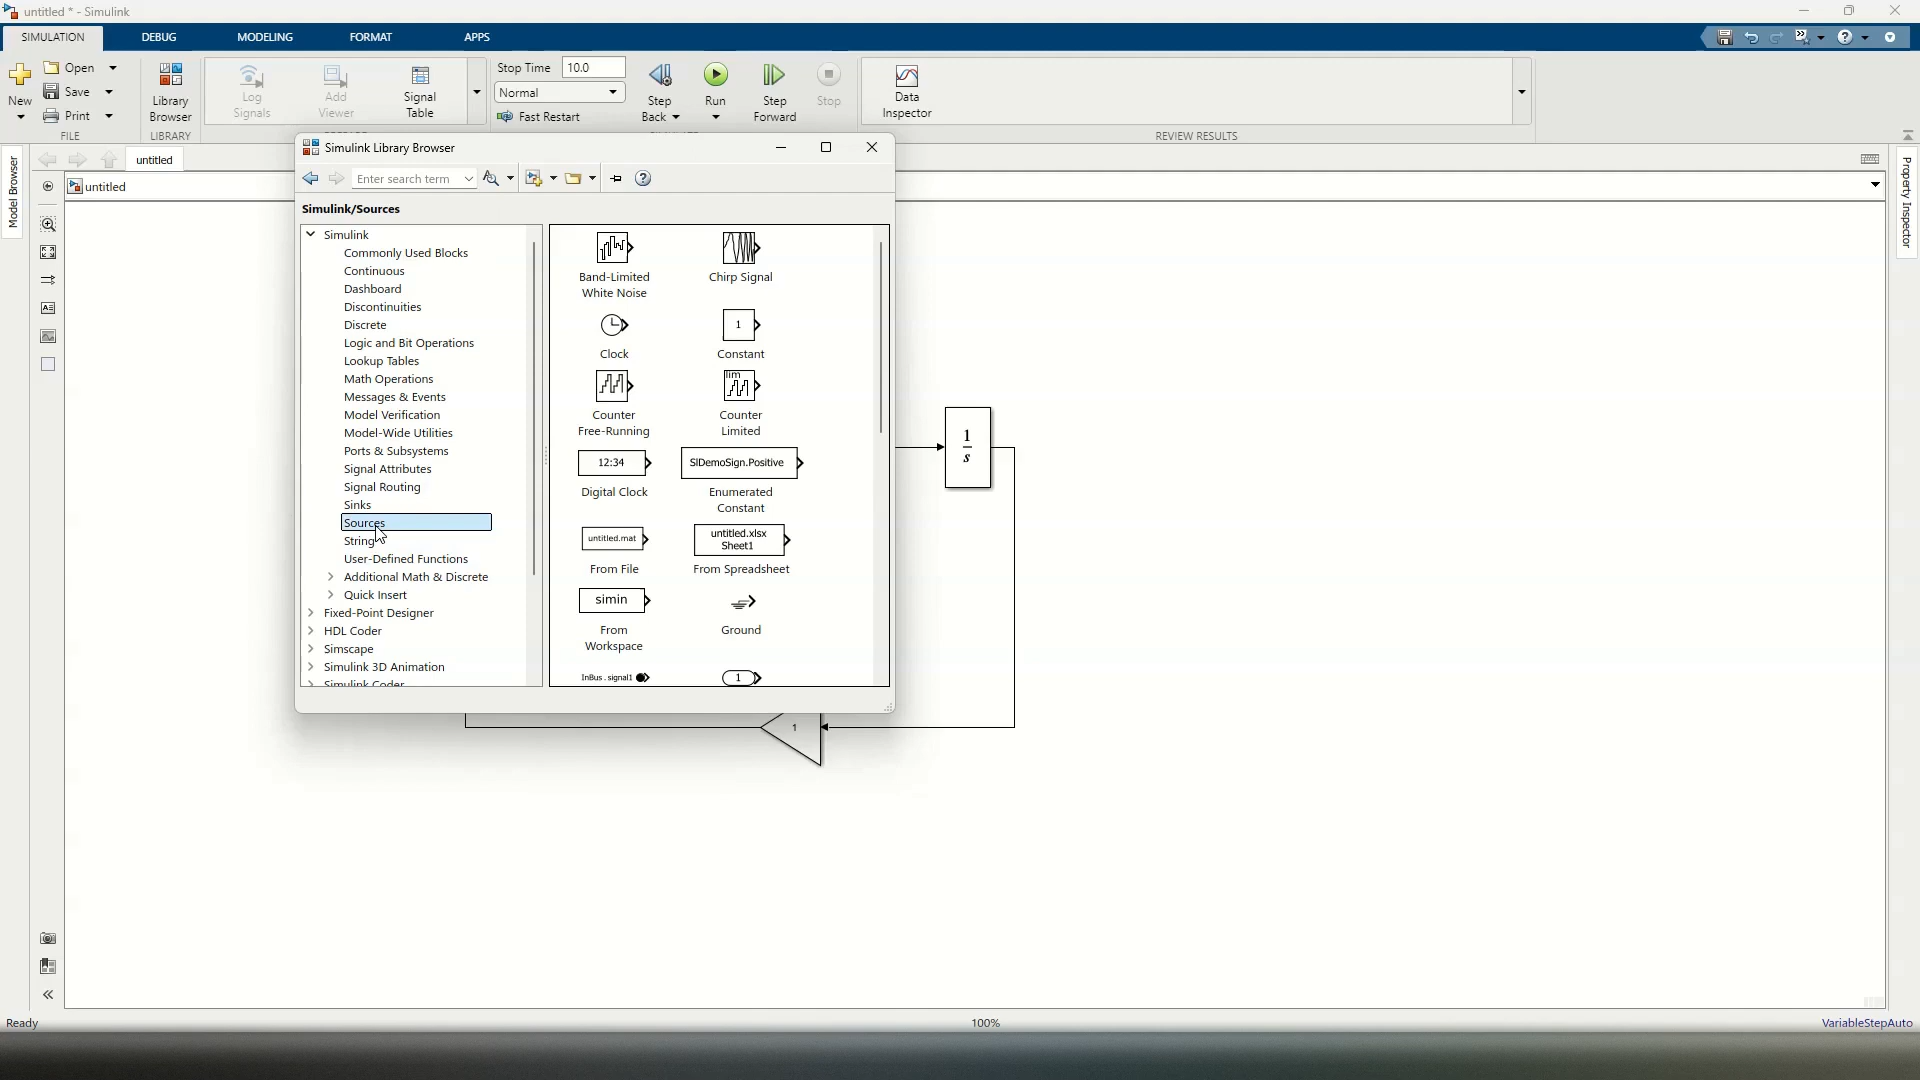 untitled * - Simulink
SIMULATION DEBUG MODELING FORMAT APPS
New
Open
Save
Print
FILE
Library
Browser
LIBRARY
Log
Signals
Add
Viewer
Signal
Table
Stop Time 10.0
Normal
Fast Restart
Step
Back
Run
Step
Forward
Stop
Data
Inspector
REVIEW RESULTS
Model Browser
untitled
untitled
Property Inspector
Simulink Library Browser
Enter search term
Simulink/Sources
Simulink
Commonly Used Blocks
Continuous
Dashboard
Discontinuities
Discrete
Logic and Bit Operations
Lookup Tables
Math Operations
Messages & Events
Model Verification
Model-Wide Utilities
Ports & Subsystems
Signal Attributes
Signal Routing
Sinks
Sources
String
User-Defined Functions
Additional Math & Discrete
Quick Insert
Fixed-Point Designer
HDL Coder
Simscape
Simulink 3D Animation
Simulink Coder
Band-Limited
White Noise
Chirp Signal
Clock
1
Constant
Counter
Free-Running
lim
Counter
Limited
12:34
Digital Clock
SlDemoSign.Positive
Enumerated
Constant
untitled.mat
From File
untitled.xlsx
Sheet1
From Spreadsheet
simin
From
Workspace
Ground
InBus . signal1
1
1
s
1
Ready
100%
VariableStepAuto